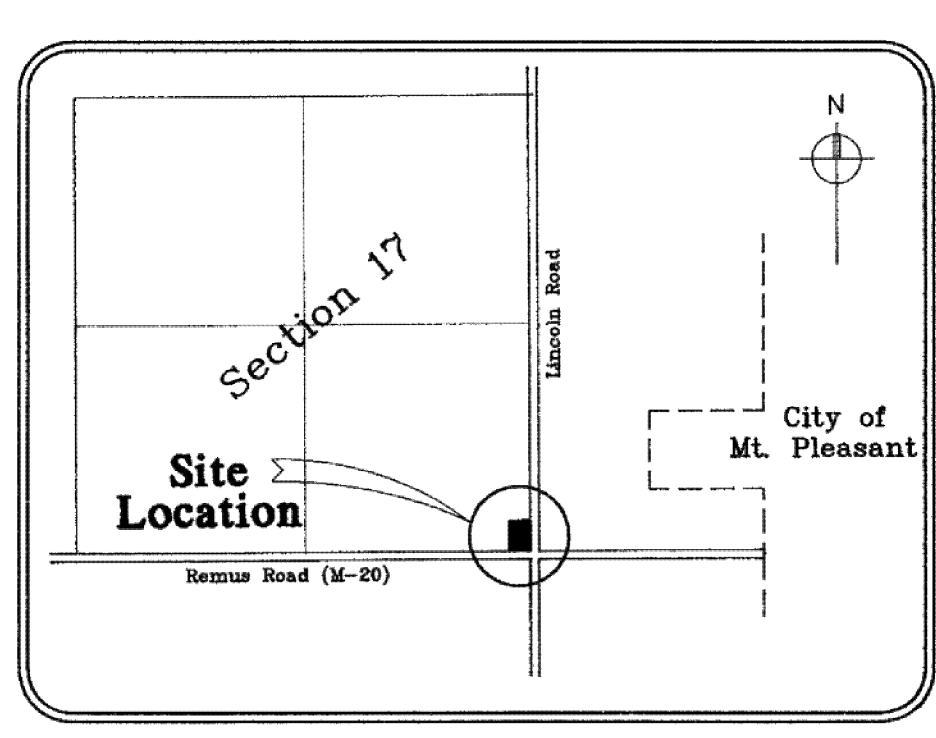 N
Section 17
Lincoln Road
City of
Mt. Pleasant
Site
Location
Remus Road (M-20)